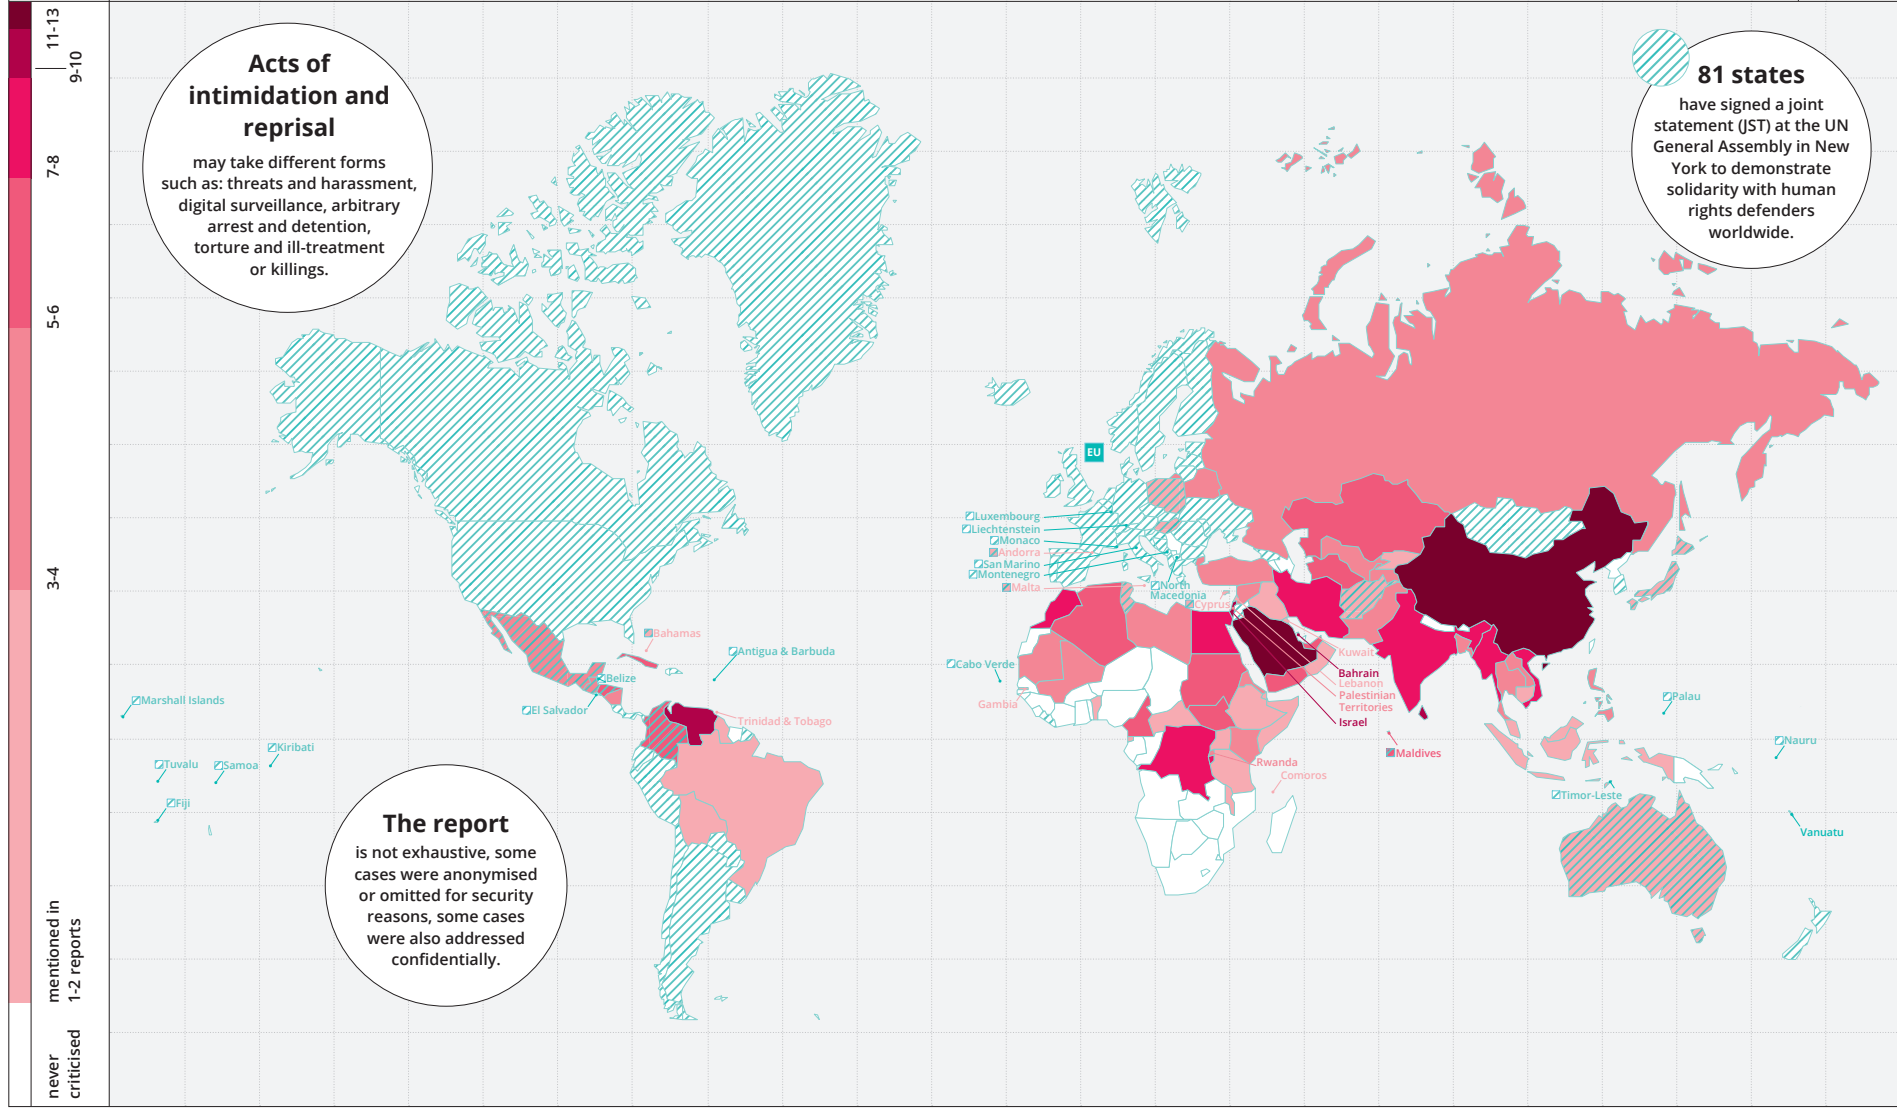 11-13
9-10
7-8
5-6
3-4
mentioned in
1-2 reports
never
criticised
Acts of
intimidation and
reprisal
may take different forms
such as: threats and harassment,
digital surveillance, arbitrary
arrest and detention,
torture and ill-treatment
or killings.
81 states
have signed a joint
statement (JST) at the UN
General Assembly in New
York to demonstrate
solidarity with human
rights defenders
worldwide.
EU
Luxembourg
Liechtenstein
Monaco
Andorra
San Marino
Montenegro
Malta
North
Macedonia
Cyprus
Bahamas
Antigua & Barbuda
Cabo Verde
Belize
Marshall Islands
El Salvador
Gambia
Trinidad & Tobago
Kuwait
Bahrain
Lebanon
Palestinian
Territories
Israel
Palau
Kiribati
Tuvalu
Samoa
Fiji
Maldives
Nauru
Rwanda
Comoros
Timor-Leste
Vanuatu
The report
is not exhaustive, some
cases were anonymised
or omitted for security
reasons, some cases
were also addressed
confidentially.